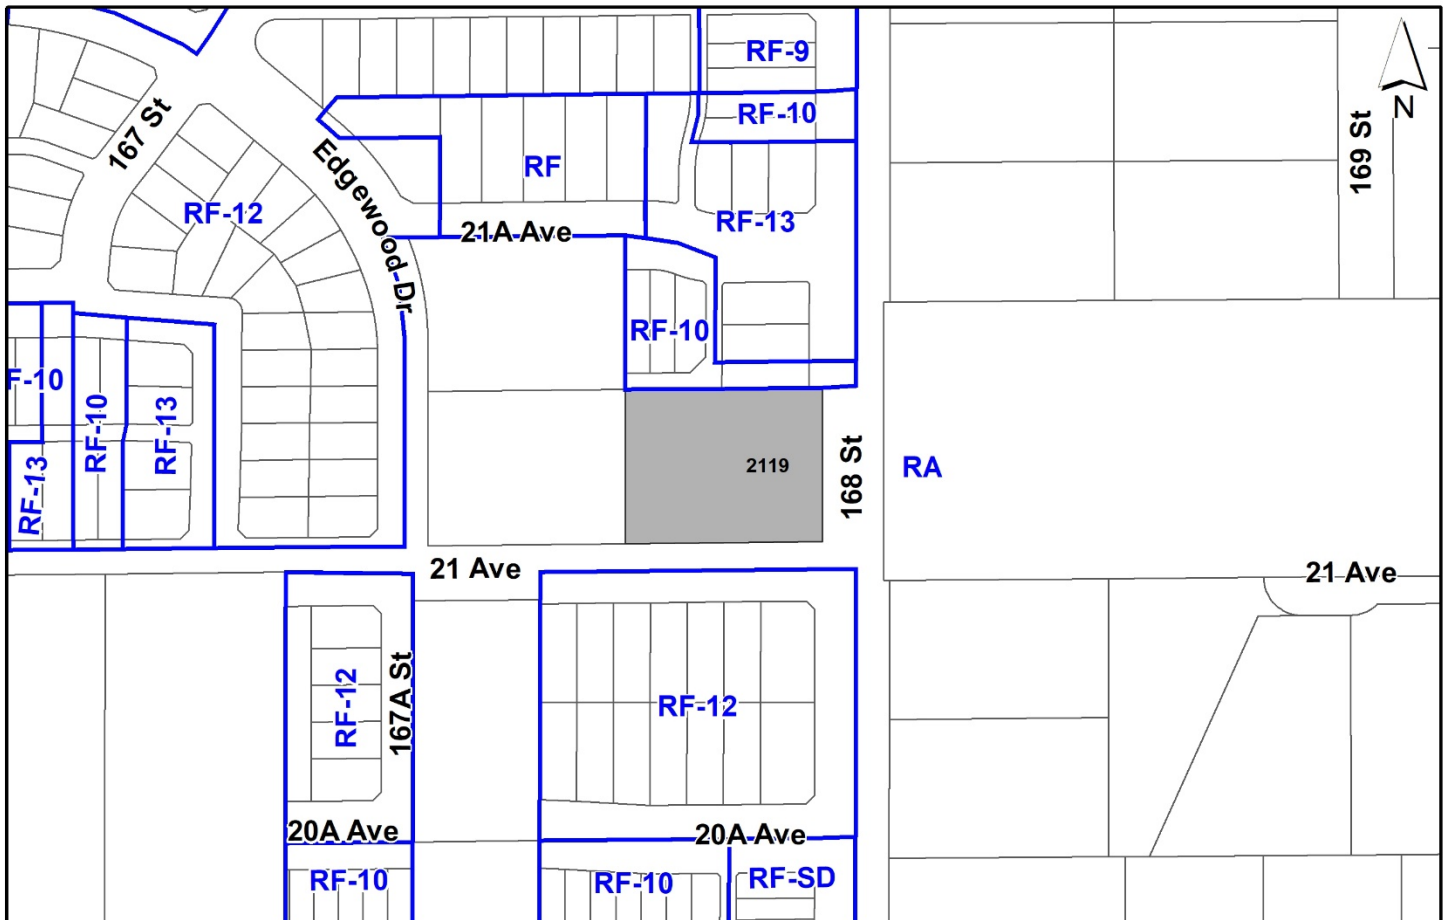 RF-9
RF-10
169 St
N
167 St
Edgewood Dr
RF
RF-12
RF-13
21A Ave
RF-10
F-10
RF-10
RF-13
RF-13
2119
168 St
RA
21 Ave
21 Ave
RF-12
167A St
RF-12
20A Ave
20A Ave
RF-10
RF-10
RF-SD